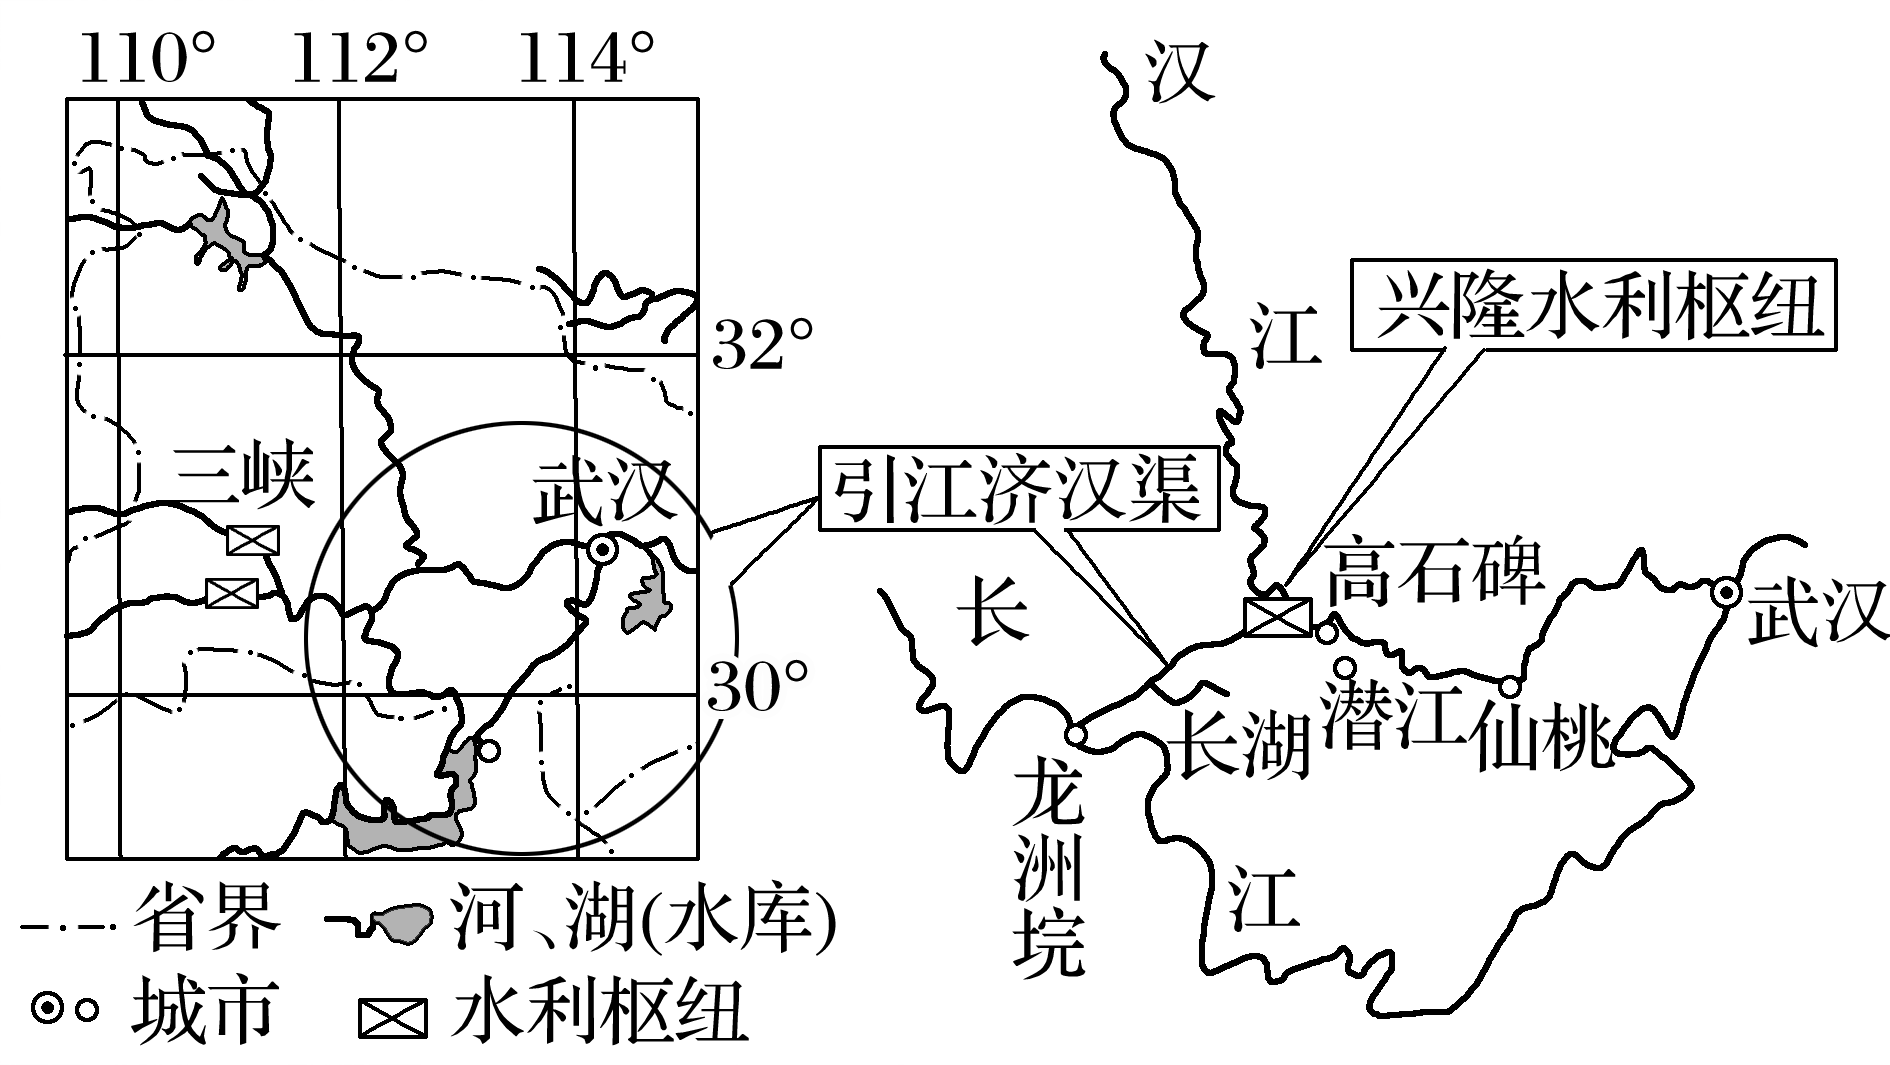 110°
112°
114°
32°
30°
三峡
武汉
引江济汉渠
汉
江
兴隆水利枢纽
长
江
高石碑
武汉
潜江
仙桃
长湖
龙洲垸
省界
河、湖(水库)
城市
水利枢纽